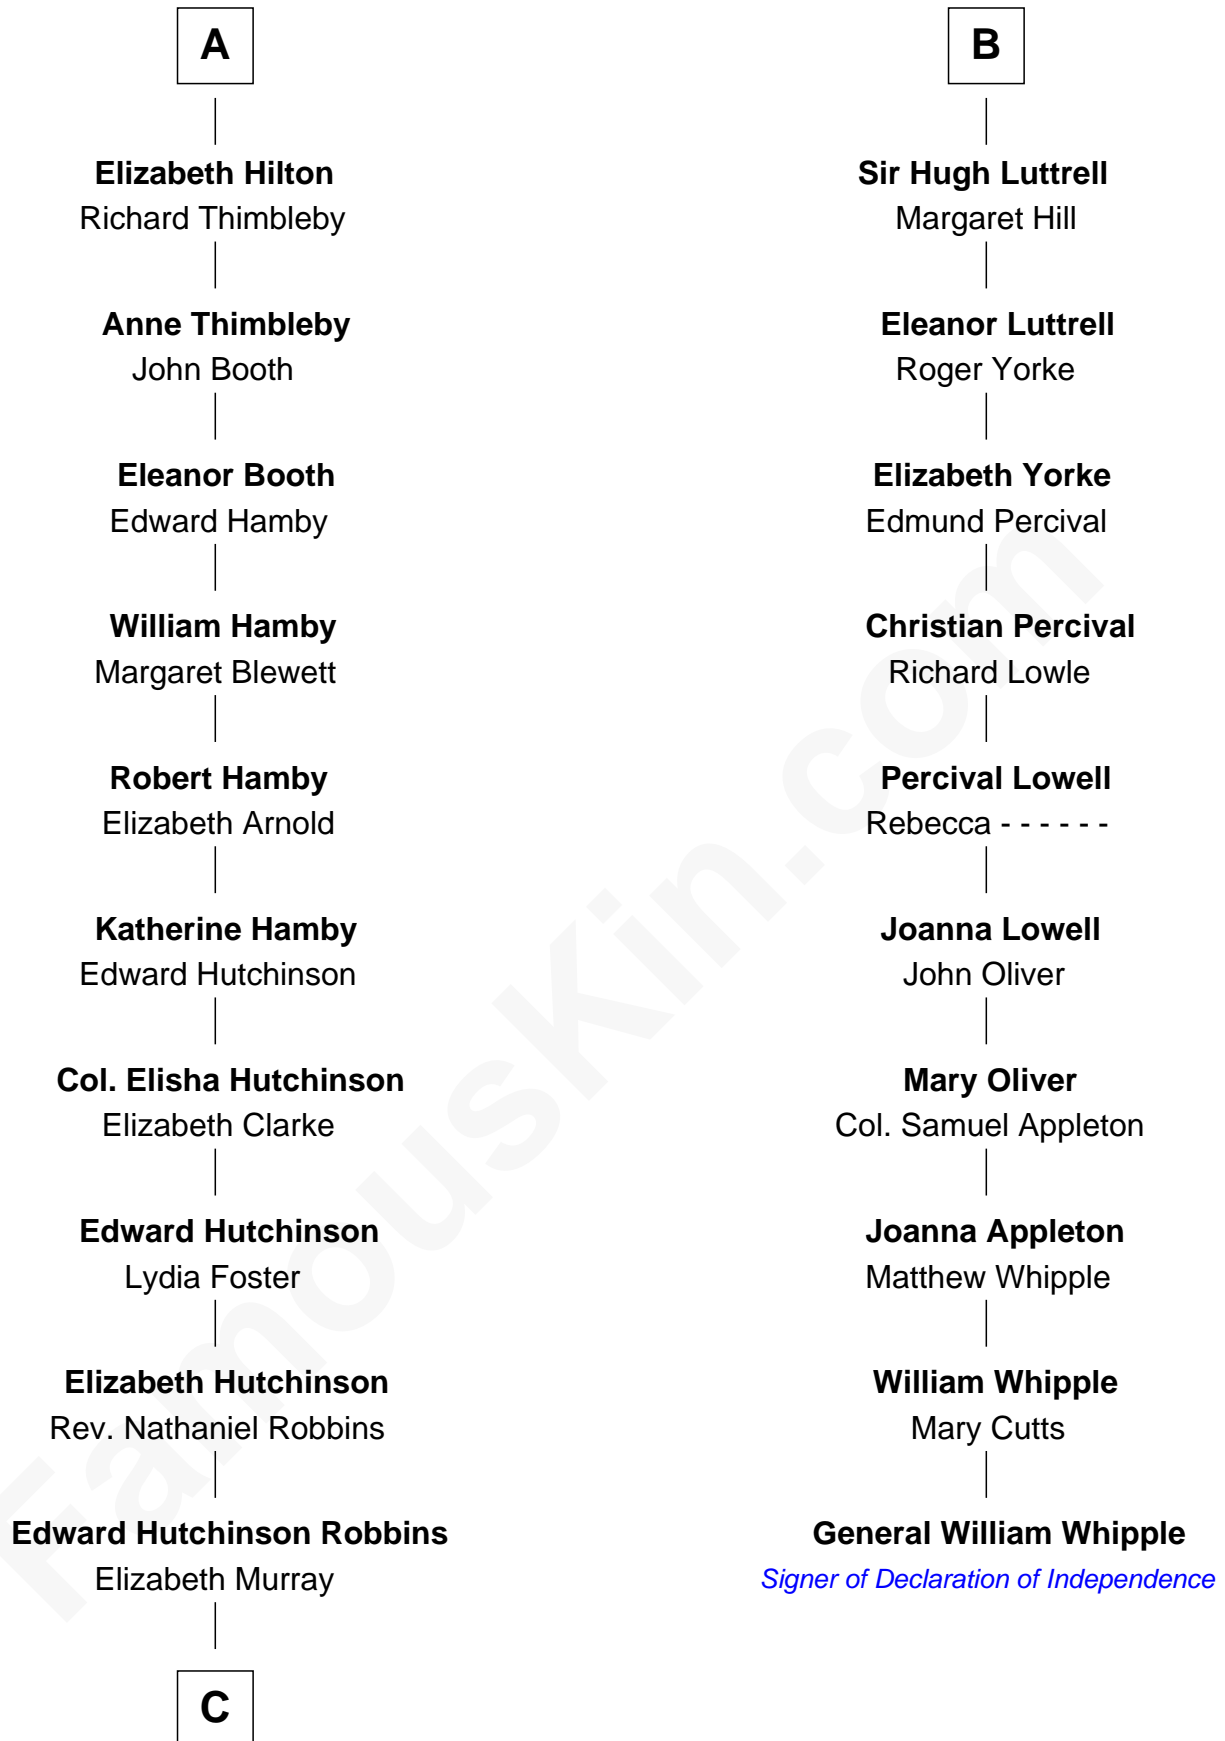 A
Elizabeth Hilton
Richard Thimbleby
Anne Thimbleby
John Booth
Eleanor Booth
Edward Hamby
William Hamby
Margaret Blewett
Robert Hamby
Elizabeth Arnold
Katherine Hamby
Edward Hutchinson
Col. Elisha Hutchinson
Elizabeth Clarke
Edward Hutchinson
Lydia Foster
Elizabeth Hutchinson
Rev. Nathaniel Robbins
Edward Hutchinson Robbins
Elizabeth Murray
C
B
Sir Hugh Luttrell
Margaret Hill
Eleanor Luttrell
Roger Yorke
Elizabeth Yorke
Edmund Percival
Christian Percival
Richard Lowle
Percival Lowell
Rebecca - - - - - -
Joanna Lowell
John Oliver
Mary Oliver
Col. Samuel Appleton
Joanna Appleton
Matthew Whipple
William Whipple
Mary Cutts
General William Whipple
Signer of Declaration of Independence
FamousKin.com